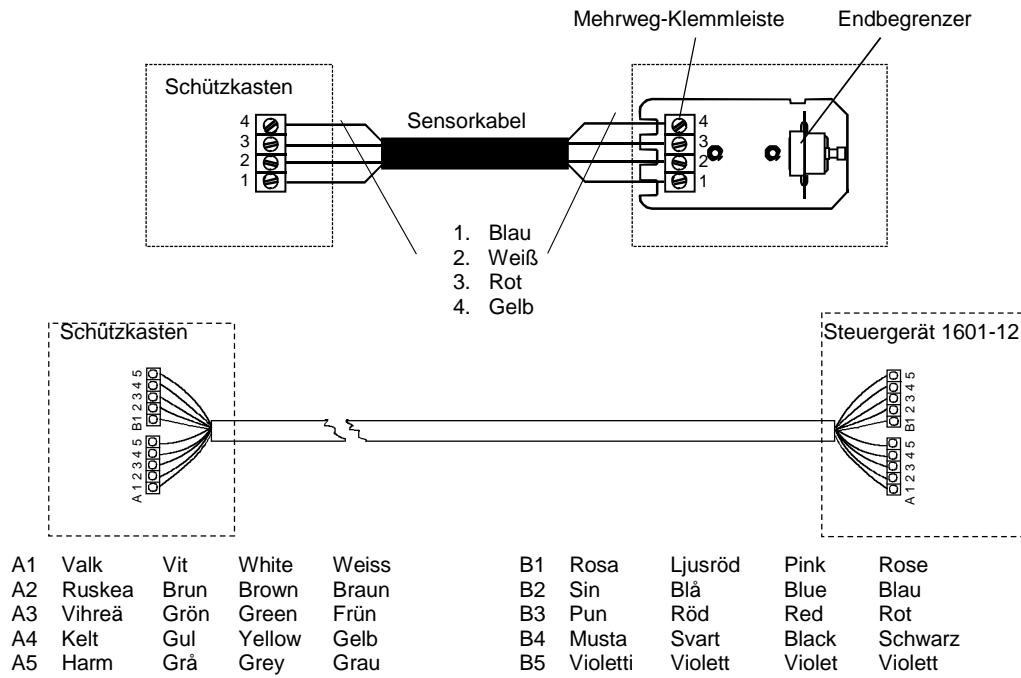 Mehrweg-Klemmleiste Endbegrenzer
Schützkasten
Sensorkabel
4 4 4
3 3
2 2
1 1
1. Blau
2. Weiß
3. Rot
4. Gelb
Schützkasten Steuergerät 1601-12
B1 2 3 4 5 B1 2 3 4 5
A 1 2 3 4 5 A 1 2 3 4 5
A1 Valk Vit White Weiss B1 Rosa Ljusröd Pink Rose
A2 Ruskea Brun Brown Braun B2 Sin Blå Blue Blau
A3 Vihreä Grön Green Frün B3 Pun Röd Red Rot
A4 Kelt Gul Yellow Gelb B4 Musta Svart Black Schwarz
A5 Harm Grå Grey Grau B5 Violetti Violett Violet Violett